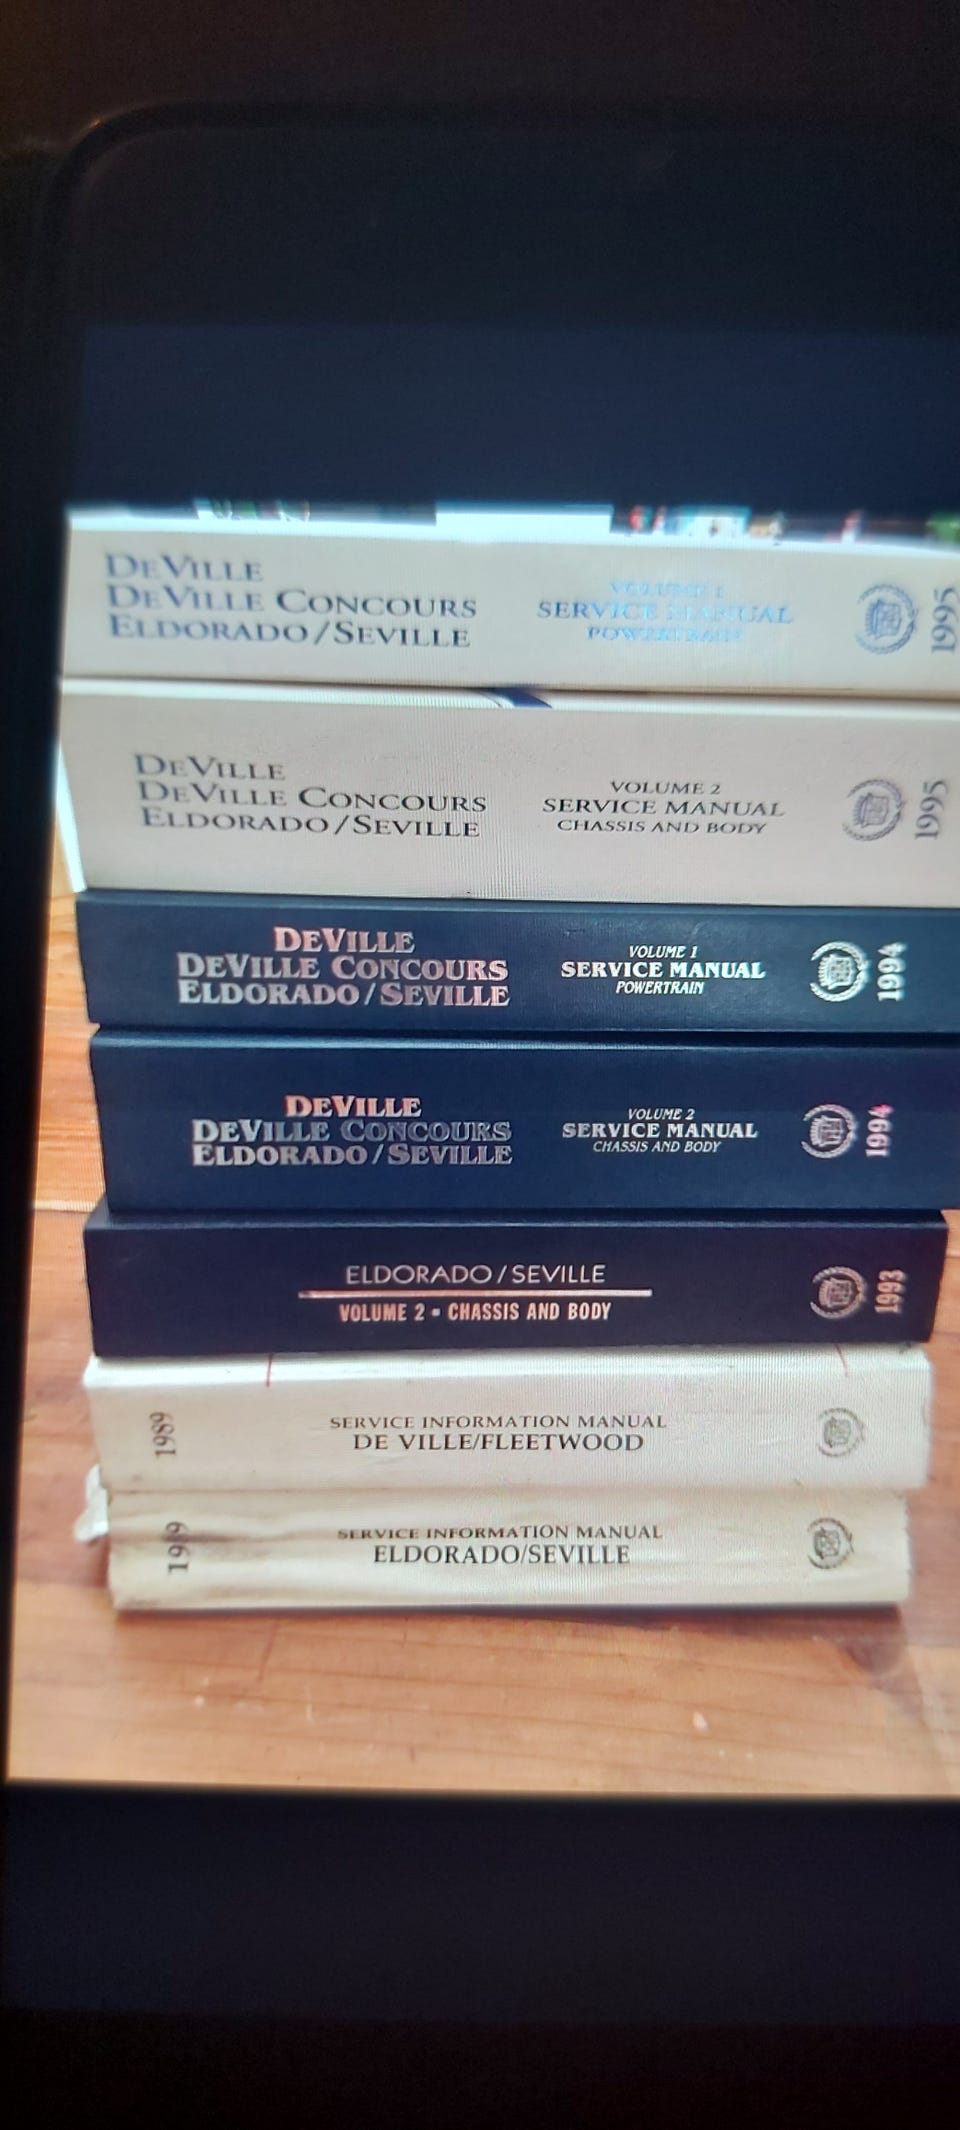 DEVILLE
DEVILLE CONCOURS
ELDORADO/SEVILLE
VOLUME 1
SERVICE MANUAL
POWERTRAIN
1995
DEVILLE
DEVILLE CONCOURS
ELDORADO/SEVILLE
VOLUME 2
SERVICE MANUAL
CHASSIS AND BODY
1995
DEVILLE
DEVILLE CONCOURS
ELDORADO/SEVILLE
VOLUME 1
SERVICE MANUAL
POWERTRAIN
1994
DEVILLE
DEVILLE CONCOURS
ELDORADO/SEVILLE
VOLUME 2
SERVICE MANUAL
CHASSIS AND BODY
1994
ELDORADO/SEVILLE
VOLUME 2 • CHASSIS AND BODY
1993
1989
SERVICE INFORMATION MANUAL
DE VILLE/FLEETWOOD
1989
SERVICE INFORMATION MANUAL
ELDORADO/SEVILLE